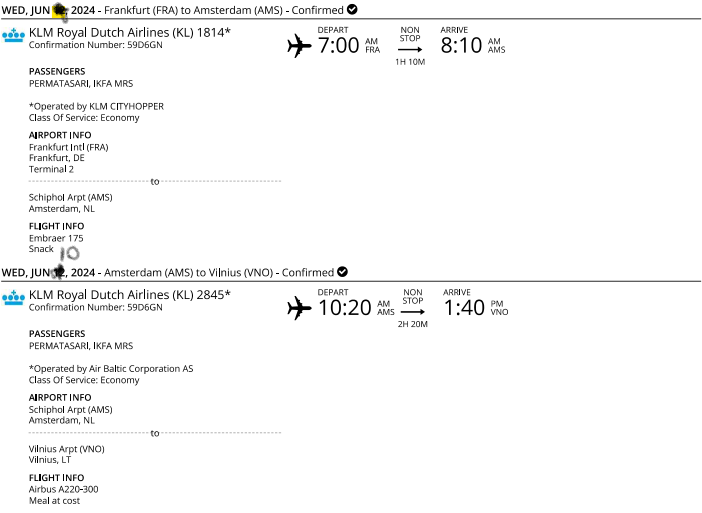 WED, JUN 2024 - Frankfurt (FRA) to Amsterdam (AMS) - Confirmed
KLM Royal Dutch Airlines (KL) 1814*
Confirmation Number: 59D6GN
DEPART
7:00 AM FRA
NON STOP
1H 10M
ARRIVE
8:10 AM AMS
PASSENGERS
PERMATASARI, IKFA MRS
*Operated by KLM CITYHOPPER
Class Of Service: Economy
AIRPORT INFO
Frankfurt Intl (FRA)
Frankfurt, DE
Terminal 2
to
Schiphol Arpt (AMS)
Amsterdam, NL
FLIGHT INFO
Embraer 175
Snack
10
WED, JUN 2024 - Amsterdam (AMS) to Vilnius (VNO) - Confirmed
KLM Royal Dutch Airlines (KL) 2845*
Confirmation Number: 59D6GN
DEPART
10:20 AM AMS
NON STOP
2H 20M
ARRIVE
1:40 PM VNO
PASSENGERS
PERMATASARI, IKFA MRS
*Operated by Air Baltic Corporation AS
Class Of Service: Economy
AIRPORT INFO
Schiphol Arpt (AMS)
Amsterdam, NL
to
Vilnius Arpt (VNO)
Vilnius, LT
FLIGHT INFO
Airbus A220-300
Meal at cost